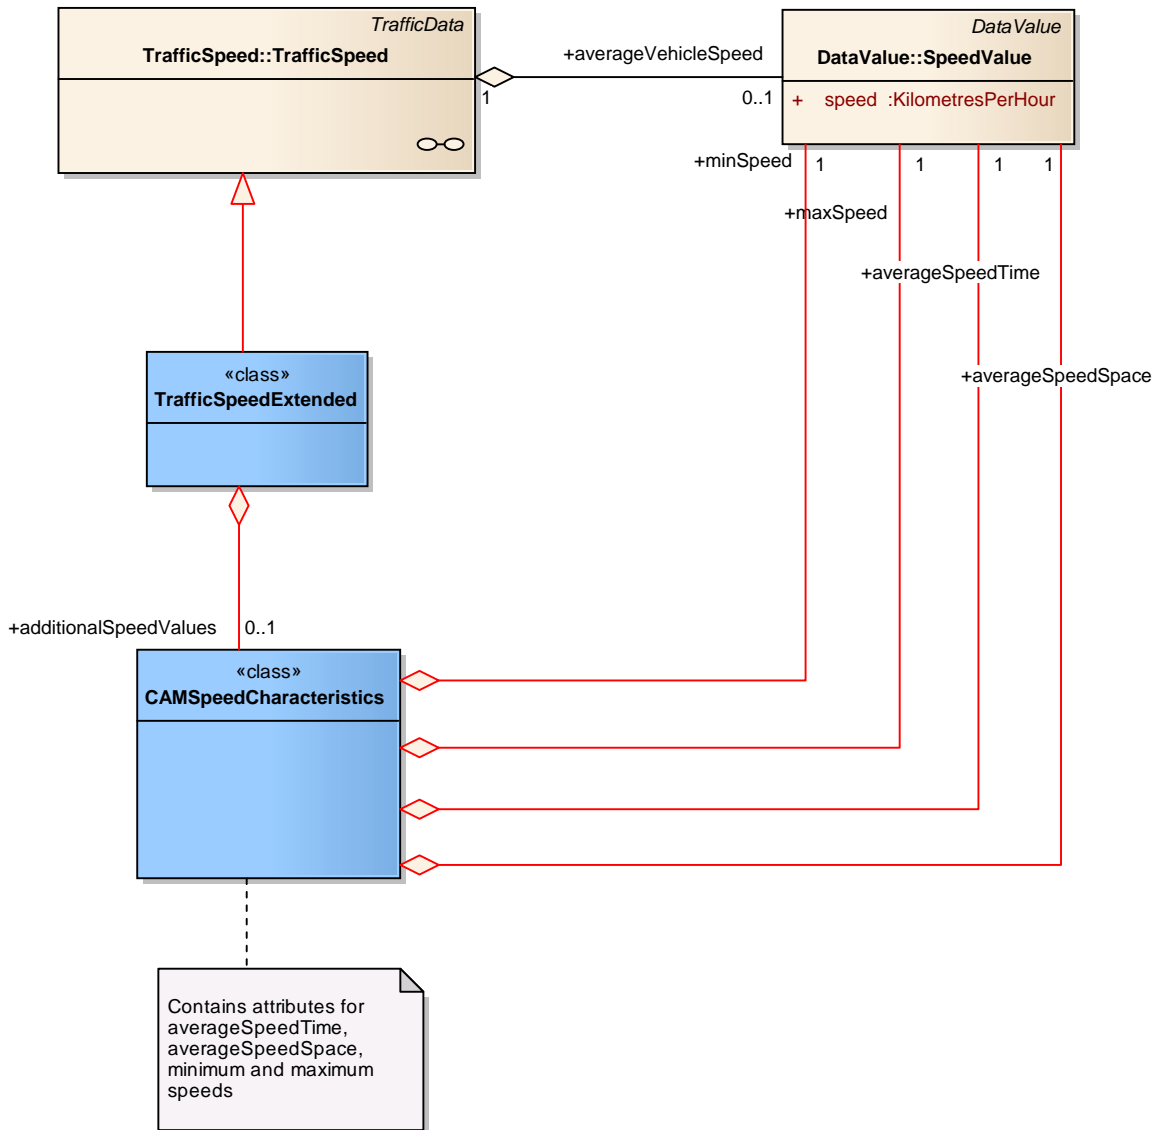 TrafficData
TrafficSpeed::TrafficSpeed
+averageVehicleSpeed
1
0..1
DataValue
DataValue::SpeedValue
+ speed :KilometresPerHour
+minSpeed
1
1
1
1
+maxSpeed
+averageSpeedTime
+averageSpeedSpace
«class»
TrafficSpeedExtended
+additionalSpeedValues
0..1
«class»
CAMSpeedCharacteristics
Contains attributes for
averageSpeedTime,
averageSpeedSpace,
minimum and maximum
speeds